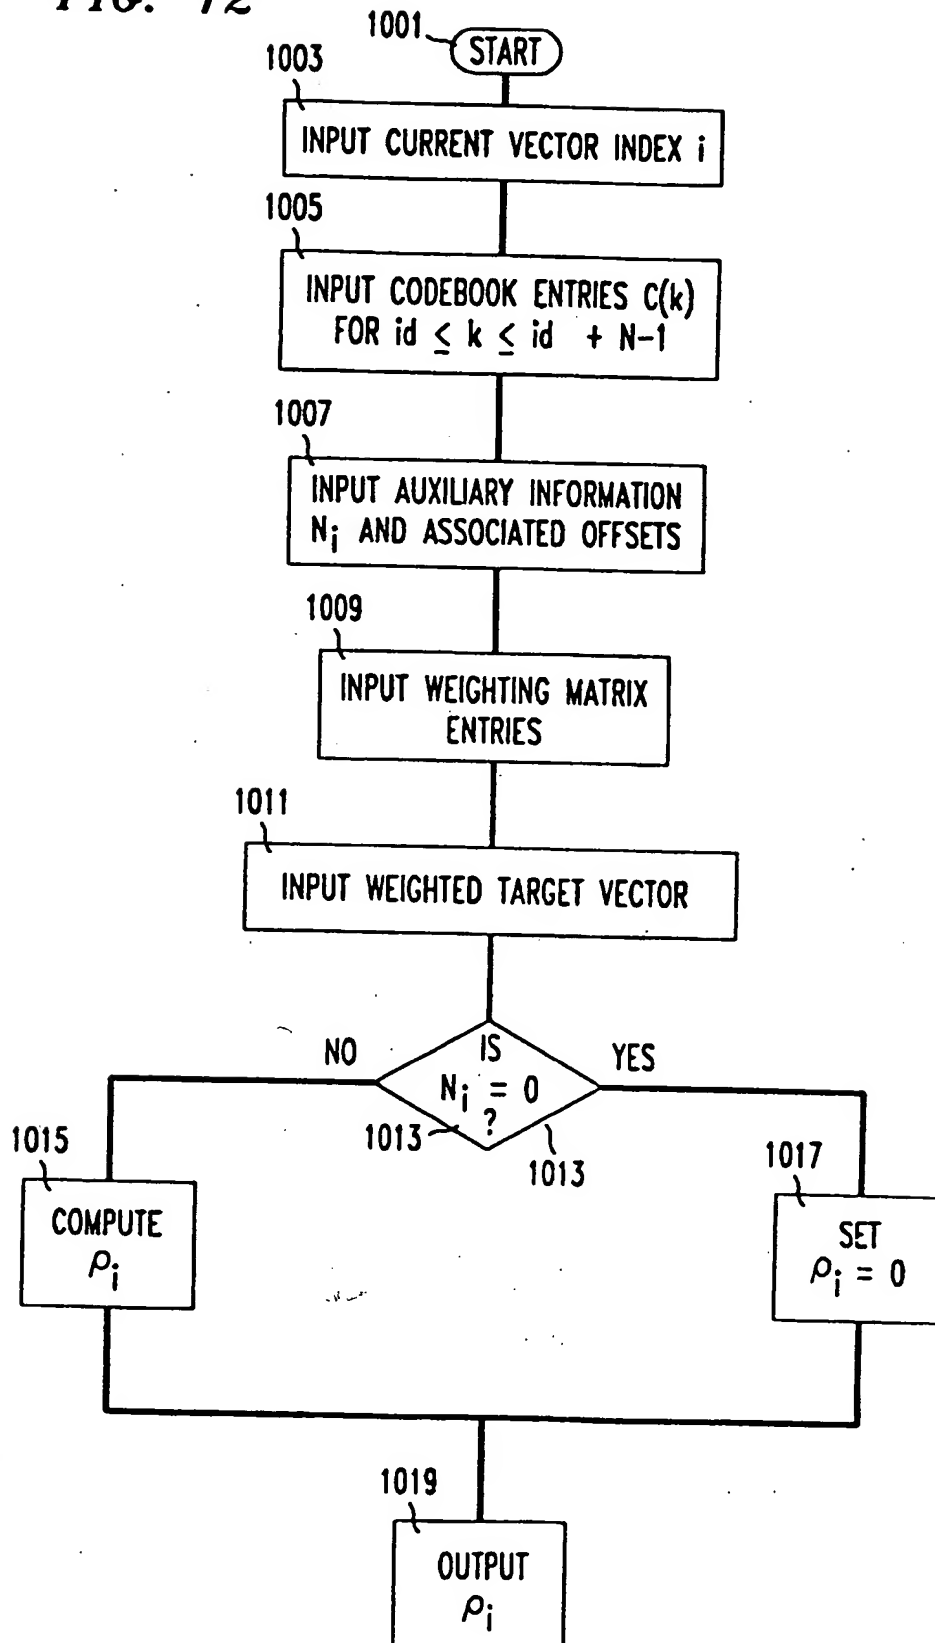 FIG. 12
1001
START
1003
INPUT CURRENT VECTOR INDEX i
1005
INPUT CODEBOOK ENTRIES C(k)
FOR id ≤ k ≤ id + N-1
1007
INPUT AUXILIARY INFORMATION
Ni AND ASSOCIATED OFFSETS
1009
INPUT WEIGHTING MATRIX
ENTRIES
1011
INPUT WEIGHTED TARGET VECTOR
NO
IS
Ni = 0
?
YES
1013
1013
1015
COMPUTE
ρi
1017
SET
ρi = 0
1019
OUTPUT
ρi